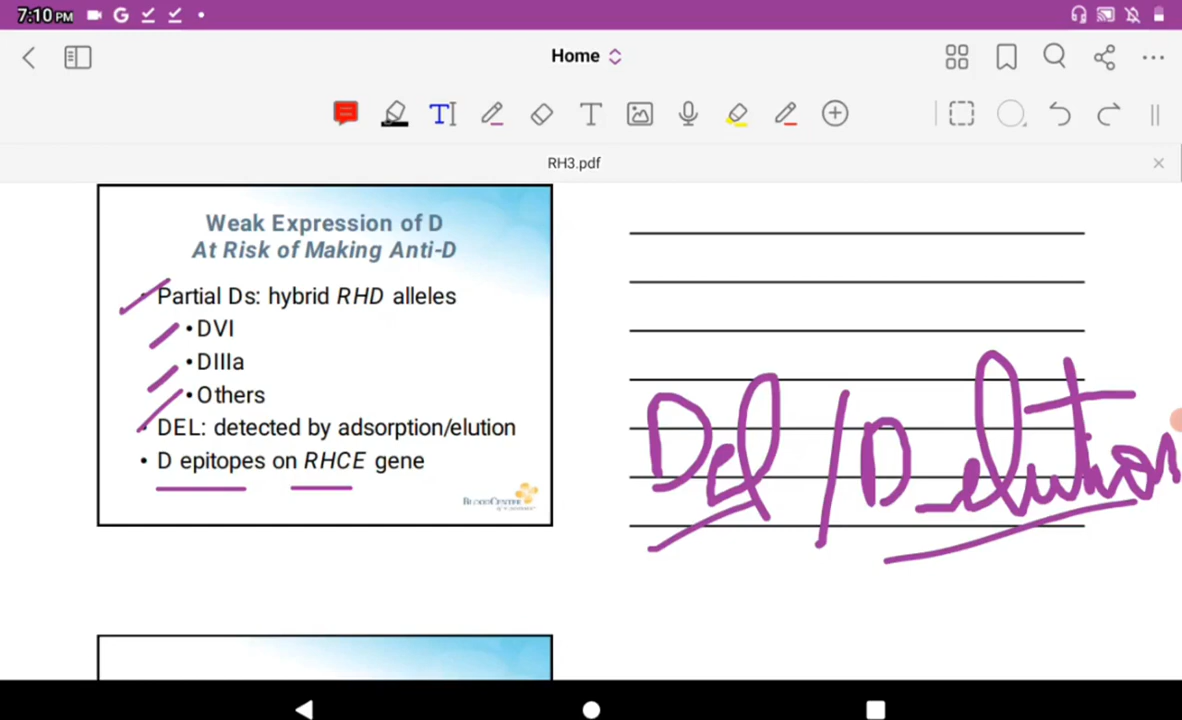 7:10 PM
Home
RH3.pdf
Weak Expression of D
At Risk of Making Anti-D
• Partial Ds: hybrid RHD alleles
• DVI
• DIIIa
• Others
• DEL: detected by adsorption/elution
• D epitopes on RHCE gene
BLOODCENTER
Del / D_elution